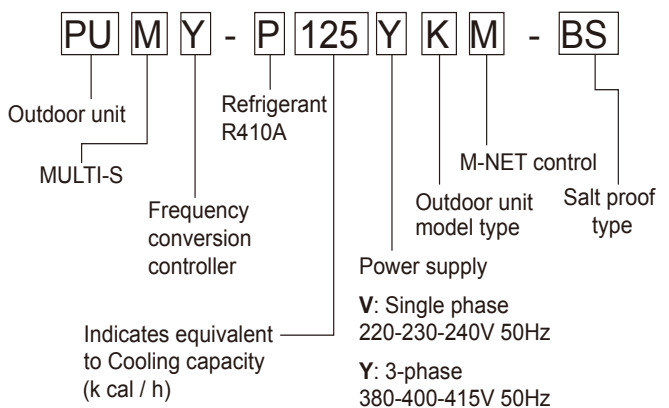 PU M Y - P 125 Y K M - BS
Outdoor unit
MULTI-S
Frequency
conversion
controller
Refrigerant
R410A
Indicates equivalent
to Cooling capacity
(k cal / h)
Power supply
V: Single phase
220-230-240V 50Hz
Y: 3-phase
380-400-415V 50Hz
Outdoor unit
model type
M-NET control
Salt proof
type